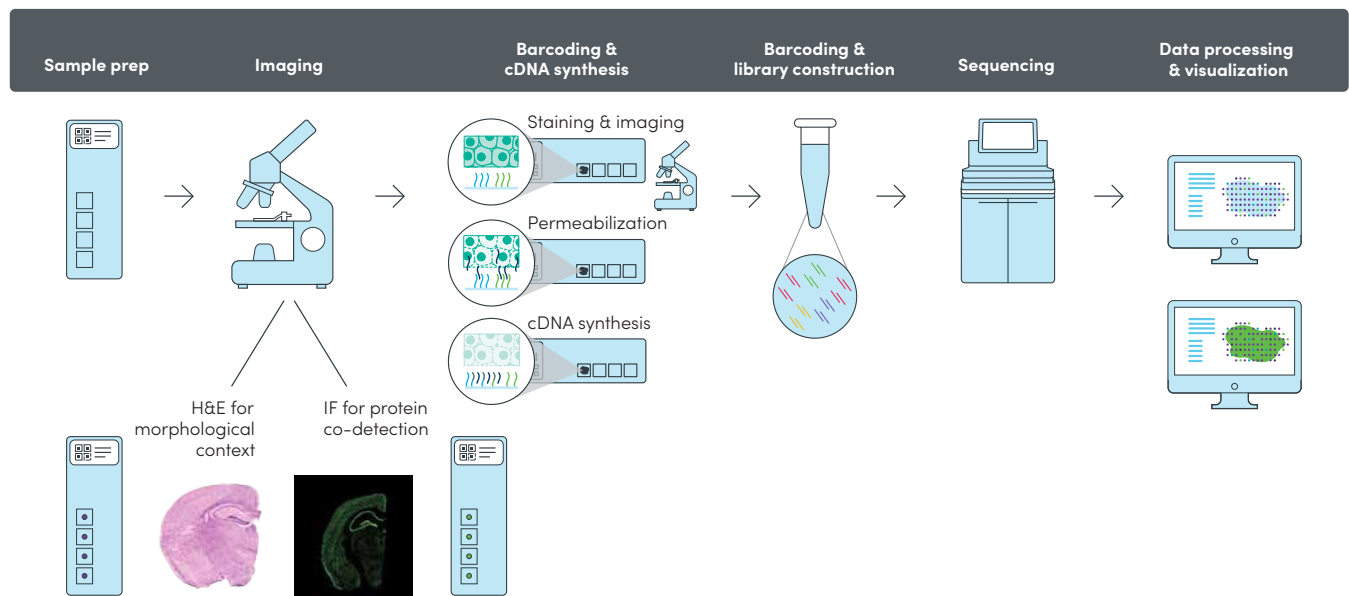 Sample prep
Imaging
Barcoding &
cDNA synthesis
Barcoding &
library construction
Sequencing
Data processing
& visualization
Staining & imaging
Permeabilization
cDNA synthesis
H&E for
morphological
context
IF for protein
co-detection